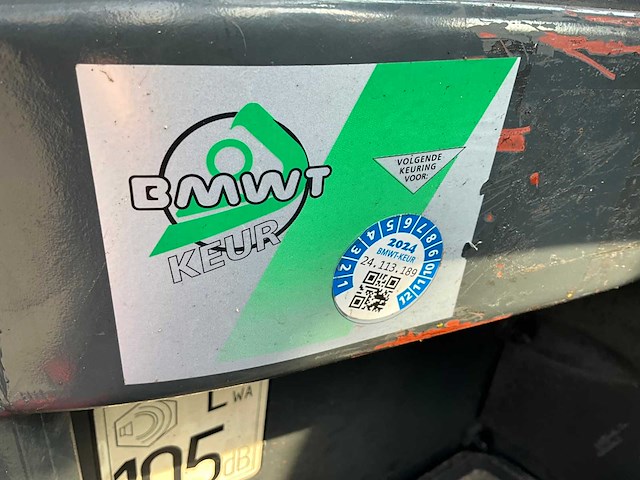 BMWT
KEUR
VOLGENDE
KEURING
VOOR:
1 2 3 4 5 6 7 8 9 10 11 12
2024
BMWT-KEUR
24.113.189
L WA
105 dB